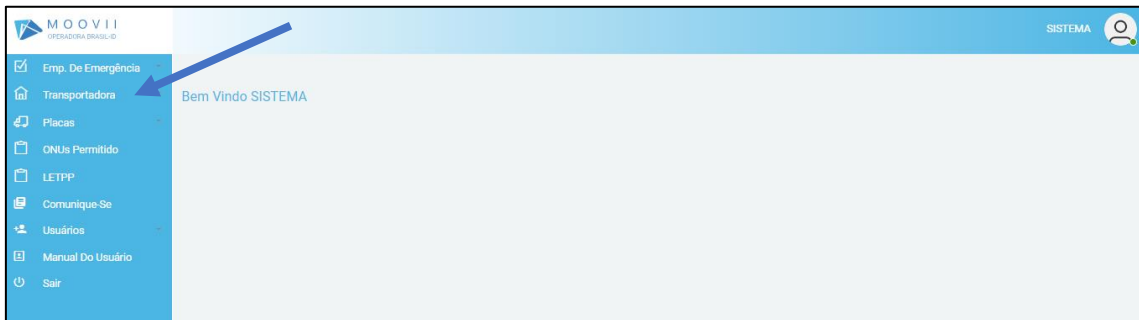 MOOVII
OPERADORA BRASIL-ID
SISTEMA
Emp. De Emergência
Transportadora
Bem Vindo SISTEMA
Placas
ONUs Permitido
LETPP
Comunique-Se
Usuários
Manual Do Usuário
Sair